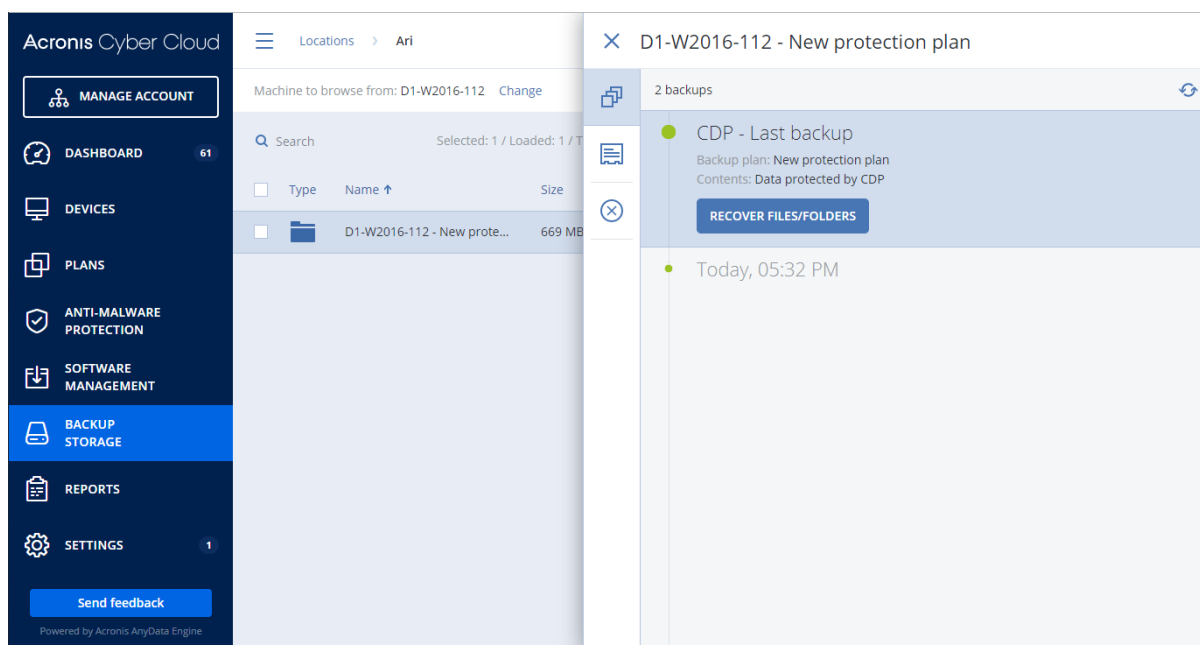 Acronis Cyber Cloud
MANAGE ACCOUNT
DASHBOARD 61
DEVICES
PLANS
ANTI-MALWARE
PROTECTION
SOFTWARE
MANAGEMENT
BACKUP
STORAGE
REPORTS
SETTINGS 1
Send feedback
Powered by Acronis AnyData Engine
Locations > Ari
Machine to browse from: D1-W2016-112 Change
Search Selected: 1 / Loaded: 1 / T
Type Name ↑ Size
D1-W2016-112 - New prote... 669 MB
D1-W2016-112 - New protection plan
2 backups
CDP - Last backup
Backup plan: New protection plan
Contents: Data protected by CDP
RECOVER FILES/FOLDERS
Today, 05:32 PM